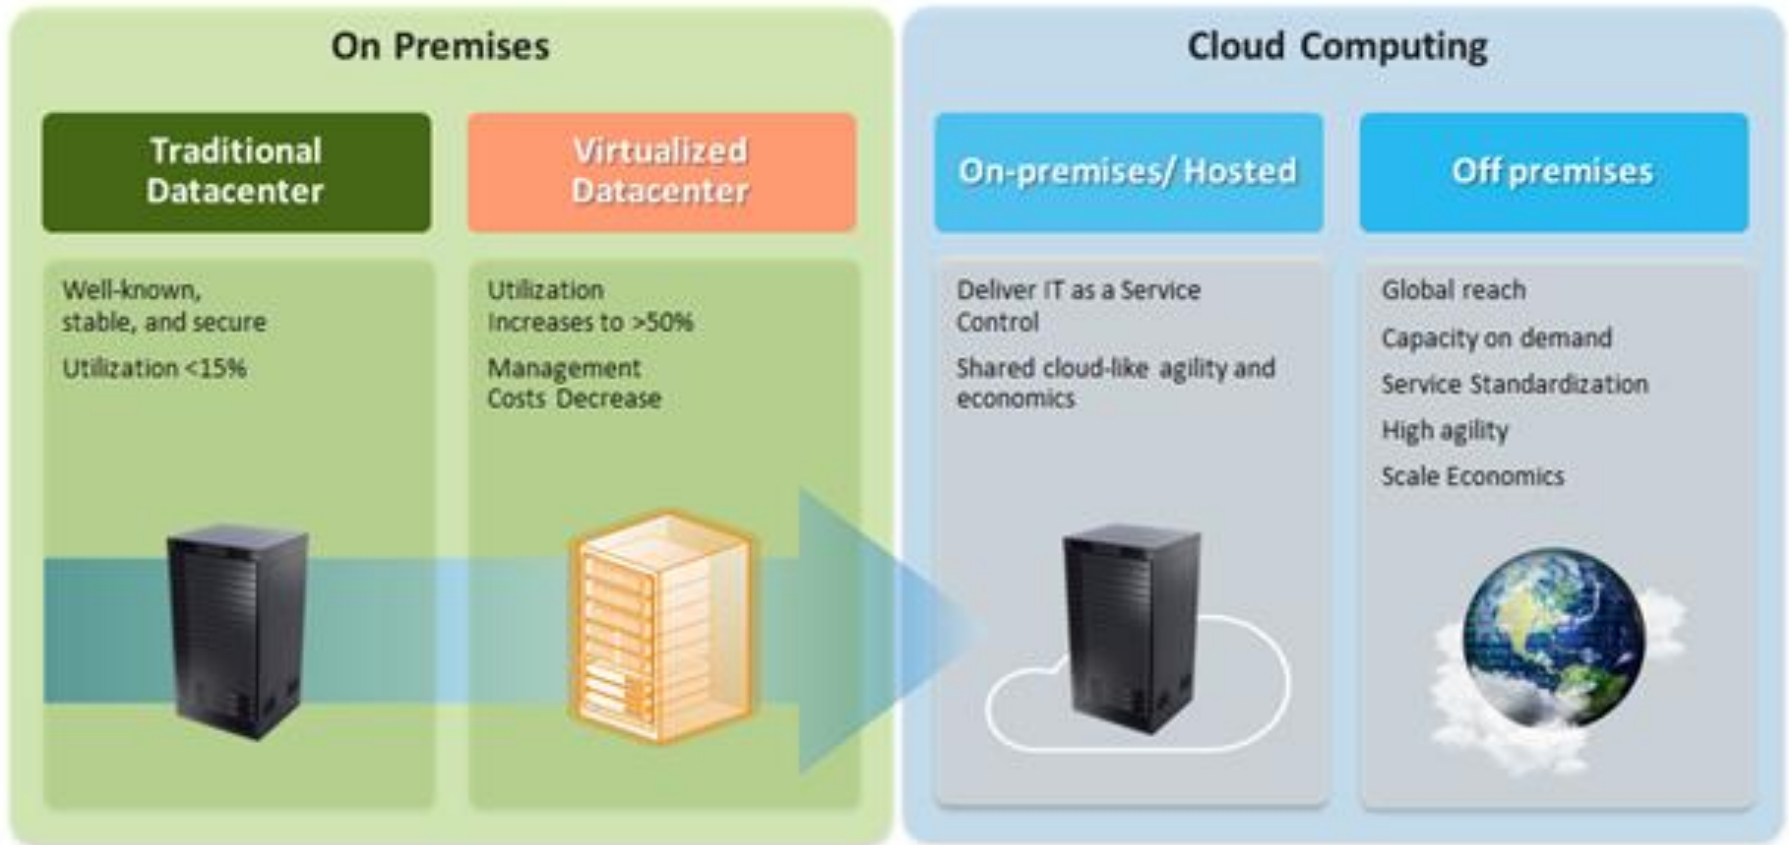 On Premises
Cloud Computing
Traditional
Datacenter
Virtualized
Datacenter
On-premises/ Hosted
Off premises
Well-known,
stable, and secure
Utilization <15%
Utilization
Increases to >50%
Management
Costs Decrease
Deliver IT as a Service
Control
Shared cloud-like agility and
economics
Global reach
Capacity on demand
Service Standardization
High agility
Scale Economics